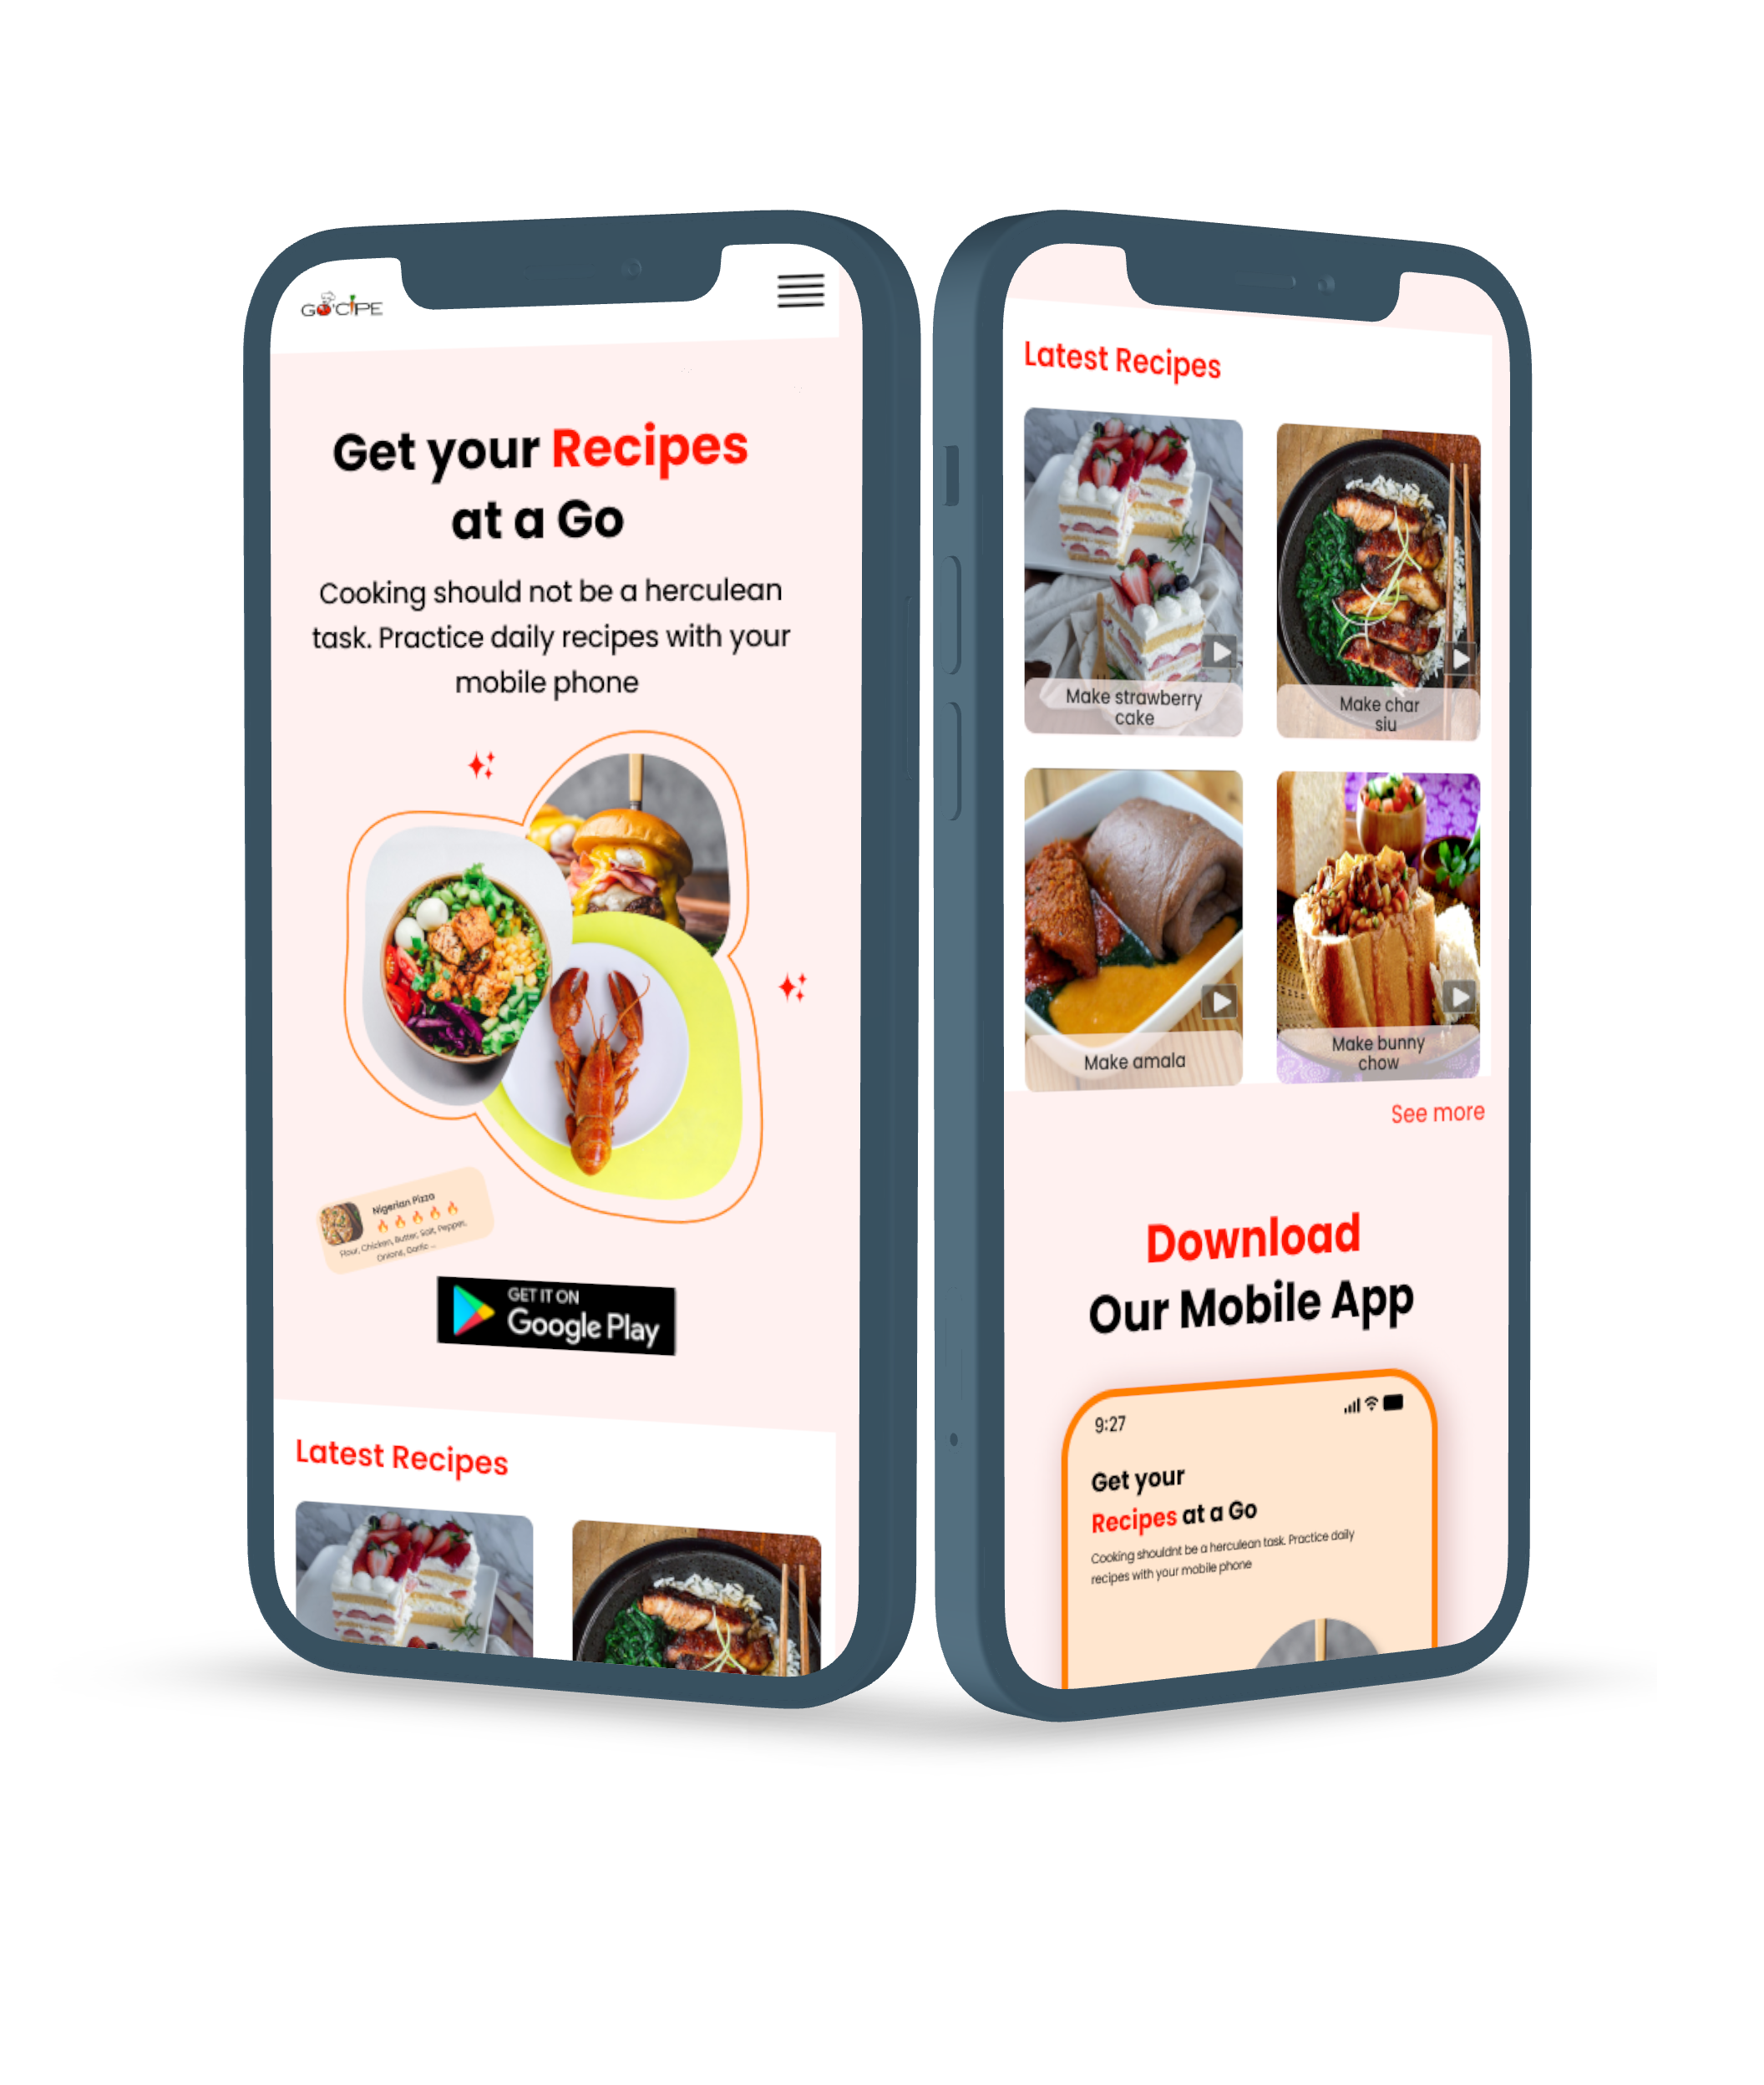 GO'CIPE
Get your Recipes
at a Go
Cooking should not be a herculean
task. Practice daily recipes with your
mobile phone
Nigerian Pizza
Flour, Chicken, Butter, Salt, Pepper,
Onions, Garlic ...
GET IT ON
Google Play
Latest Recipes
Latest Recipes
Make strawberry
cake
Make char
siu
Make amala
Make bunny
chow
See more
Download
Our Mobile App
9:27
Get your
Recipes at a Go
Cooking shouldnt be a herculean task. Practice daily
recipes with your mobile phone